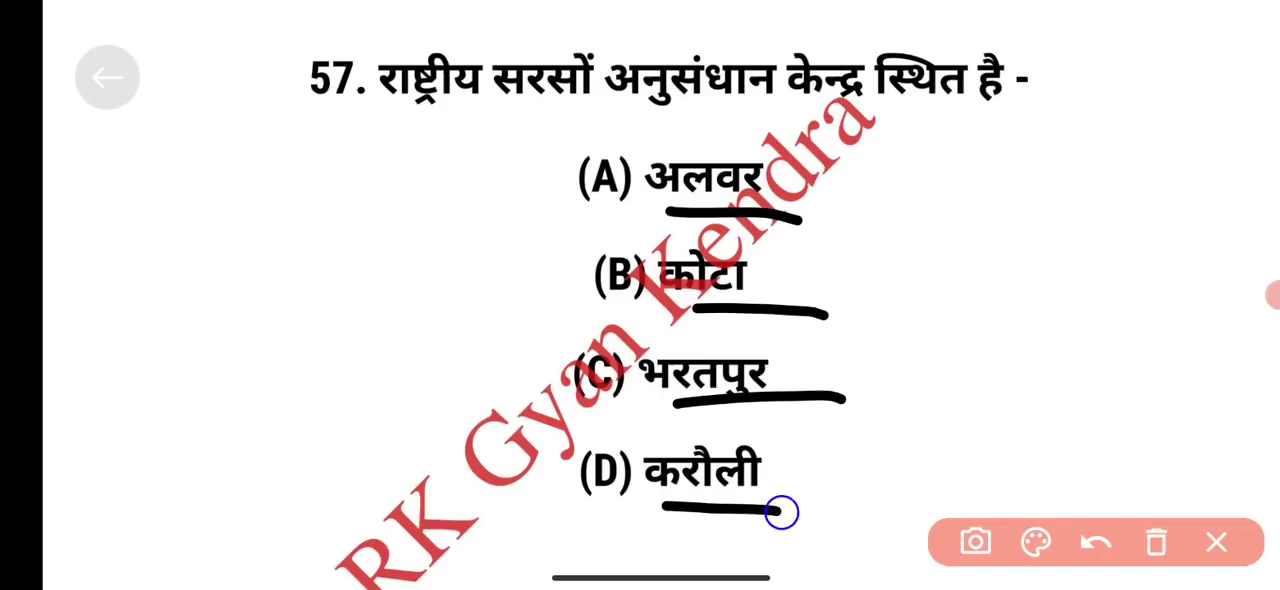 57. राष्ट्रीय सरसों अनुसंधान केन्द्र स्थित है -
(A) अलवर
(B) कोटा
(C) भरतपुर
(D) करौली
RK Gyan Kendra